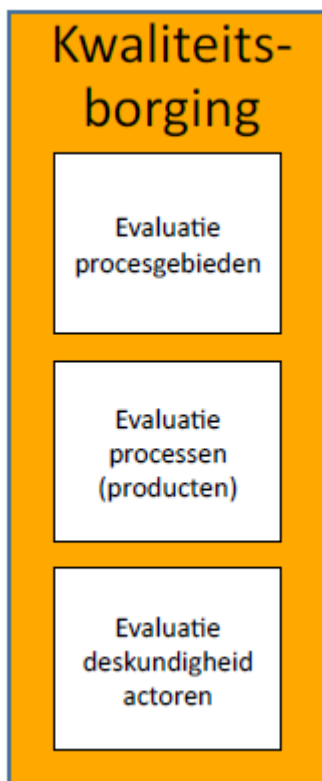 Kwaliteits-
borging
Evaluatie
procesgebieden
Evaluatie
processen
(producten)
Evaluatie
deskundigheid
actoren